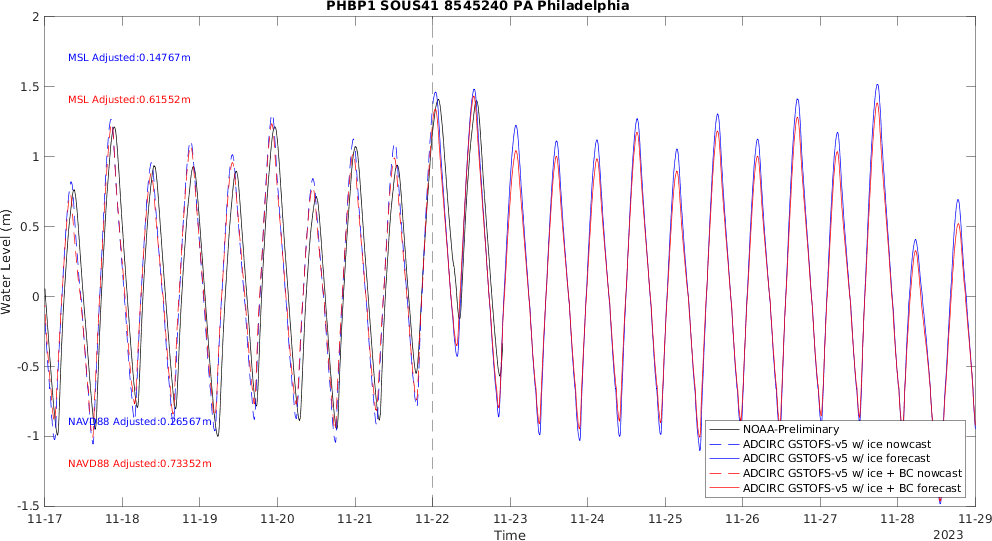 PHBP1 SOUS41 8545240 PA Philadelphia
2
1.5
1
0.5
0
-0.5
-1
-1.5
Water Level (m)
MSL Adjusted:0.14767m
MSL Adjusted:0.61552m
NAVD88 Adjusted:0.26567m
NAVD88 Adjusted:0.73352m
NOAA-Preliminary
ADCIRC GSTOFS-v5 w/ ice nowcast
ADCIRC GSTOFS-v5 w/ ice forecast
ADCIRC GSTOFS-v5 w/ ice + BC nowcast
ADCIRC GSTOFS-v5 w/ ice + BC forecast
11-17 11-18 11-19 11-20 11-21 11-22 11-23 11-24 11-25 11-26 11-27 11-28 11-29
Time
2023